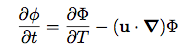 ∂ϕ/∂t = ∂Φ/∂T − (𝐮 · 𝛁)Φ